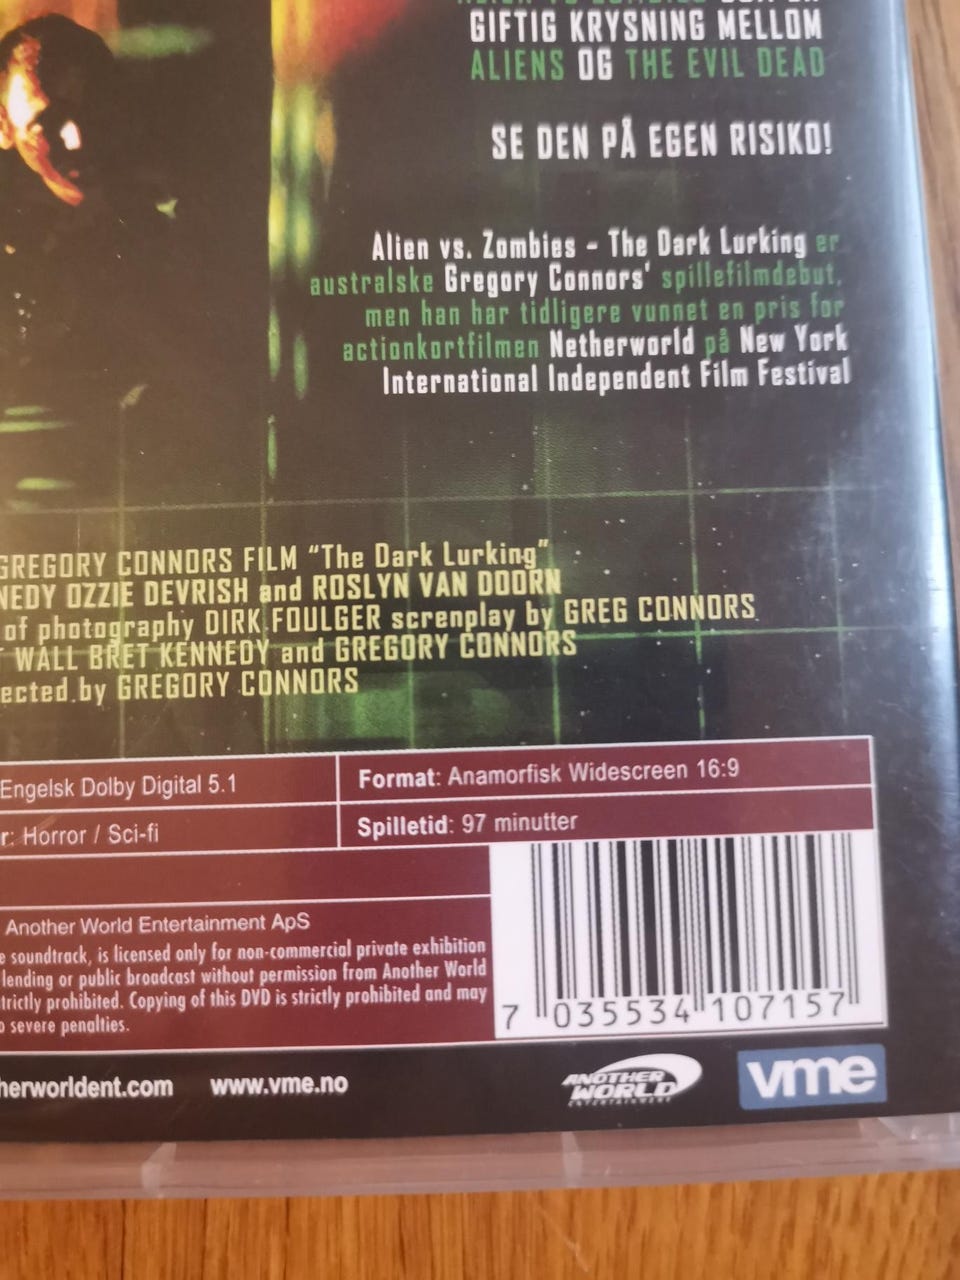 GIFTIG KRYSNING MELLOM
ALIENS OG THE EVIL DEAD
SE DEN PÅ EGEN RISIKO!
Alien vs. Zombies - The Dark Lurking er
australske Gregory Connors' spillefilmdebut,
men han har tidligere vunnet en pris for
actionkortfilmen Netherworld på New York
International Independent Film Festival
GREGORY CONNORS FILM "The Dark Lurking"
NEDY OZZIE DEVRISH and ROSLYN VAN DOORN
of photography DIRK FOULGER screnplay by GREG CONNORS
WALL BRET KENNEDY and GREGORY CONNORS
ected by GREGORY CONNORS
Engelsk Dolby Digital 5.1
Format: Anamorfisk Widescreen 16:9
r: Horror / Sci-fi
Spilletid: 97 minutter
Another World Entertainment ApS
e soundtrack, is licensed only for non-commercial private exhibition
lending or public broadcast without permission from Another World
trictly prohibited. Copying of this DVD is strictly prohibited and may
o severe penalties.
7 035534 107157
herworldent.com www.vme.no
ANOTHER WORLD ENTERTAINMENT
vme